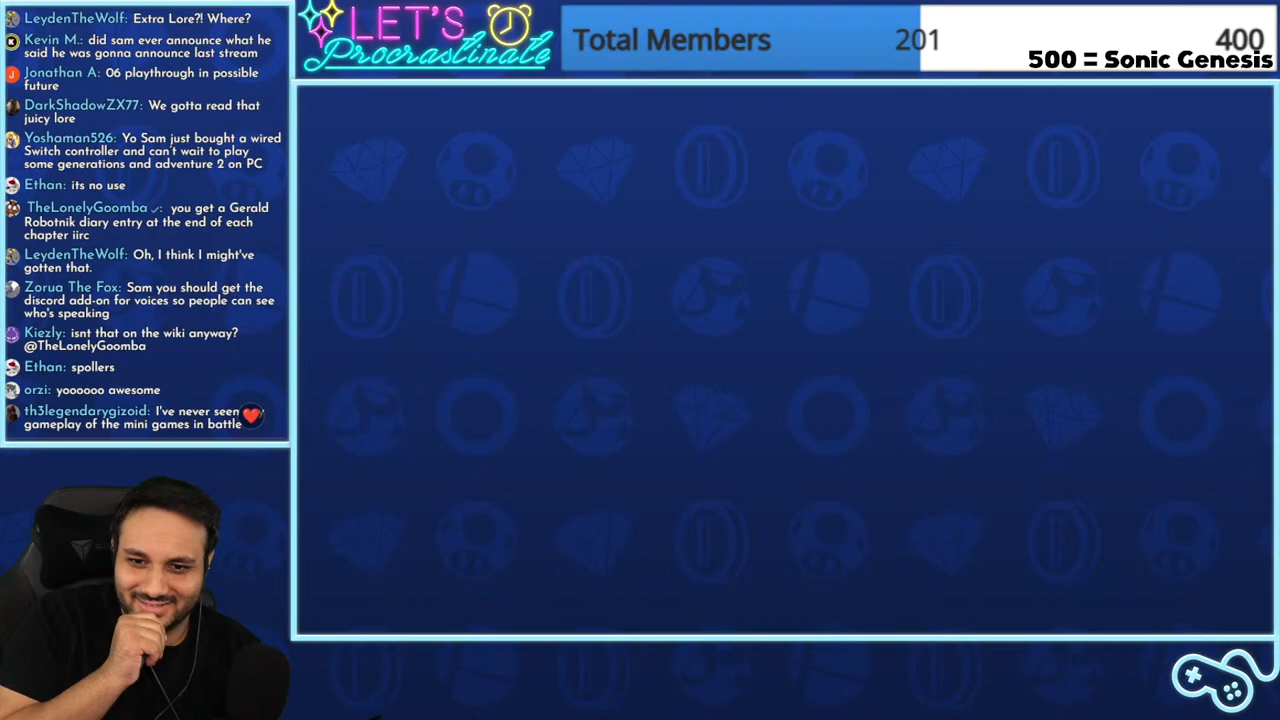 LeydenTheWolf: Extra Lore?! Where?
Kevin M.: did sam ever announce what he
said he was gonna announce last stream
Jonathan A: 06 playthrough in possible
future
DarkShadowZX77: We gotta read that
juicy lore
Yoshaman526: Yo Sam just bought a wired
Switch controller and can't wait to play
some generations and adventure 2 on PC
Ethan: its no use
TheLonelyGoomba: you get a Gerald
Robotnik diary entry at the end of each
chapter iirc
LeydenTheWolf: Oh, I think I might've
gotten that.
Zorua The Fox: Sam you should get the
discord add-on for voices so people can see
who's speaking
Kiezly: isnt that on the wiki anyway?
@TheLonelyGoomba
Ethan: spollers
orzi: yoooooo awesome
th3legendarygizoid: I've never seen
gameplay of the mini games in battle
LET'S
Procrastinate
Total Members 201 400
500 = Sonic Genesis